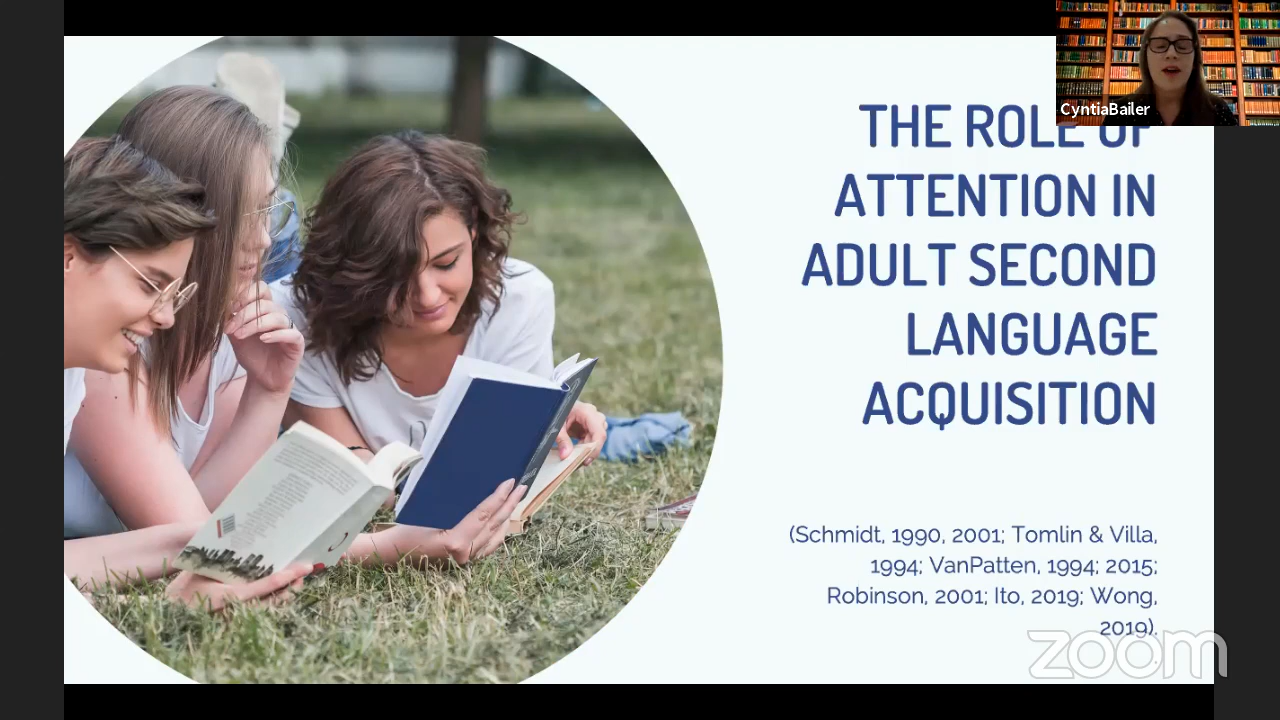 CyntiaBailer
THE ROLE OF
ATTENTION IN
ADULT SECOND
LANGUAGE
ACQUISITION
(Schmidt, 1990, 2001; Tomlin & Villa,
1994; VanPatten, 1994; 2015;
Robinson, 2001; Ito, 2019; Wong,
2019).
zoom